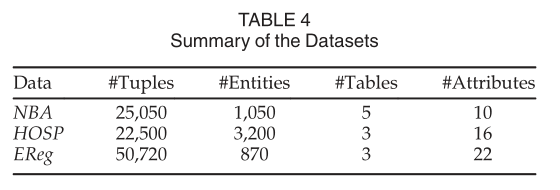 TABLE 4
Summary of the Datasets
Data #Tuples #Entities #Tables #Attributes
NBA 25,050 1,050 5 10
HOSP 22,500 3,200 3 16
EReg 50,720 870 3 22